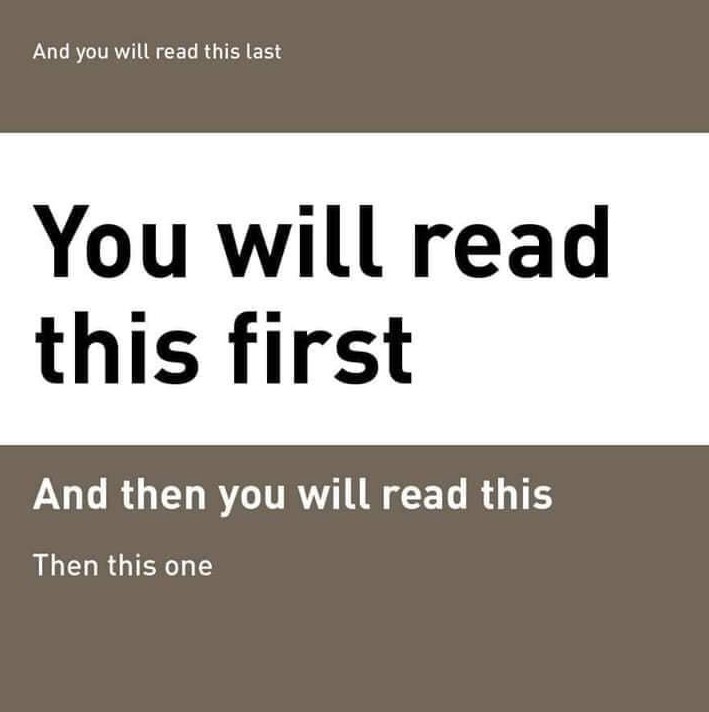 And you will read this last
You will read
this first
And then you will read this
Then this one